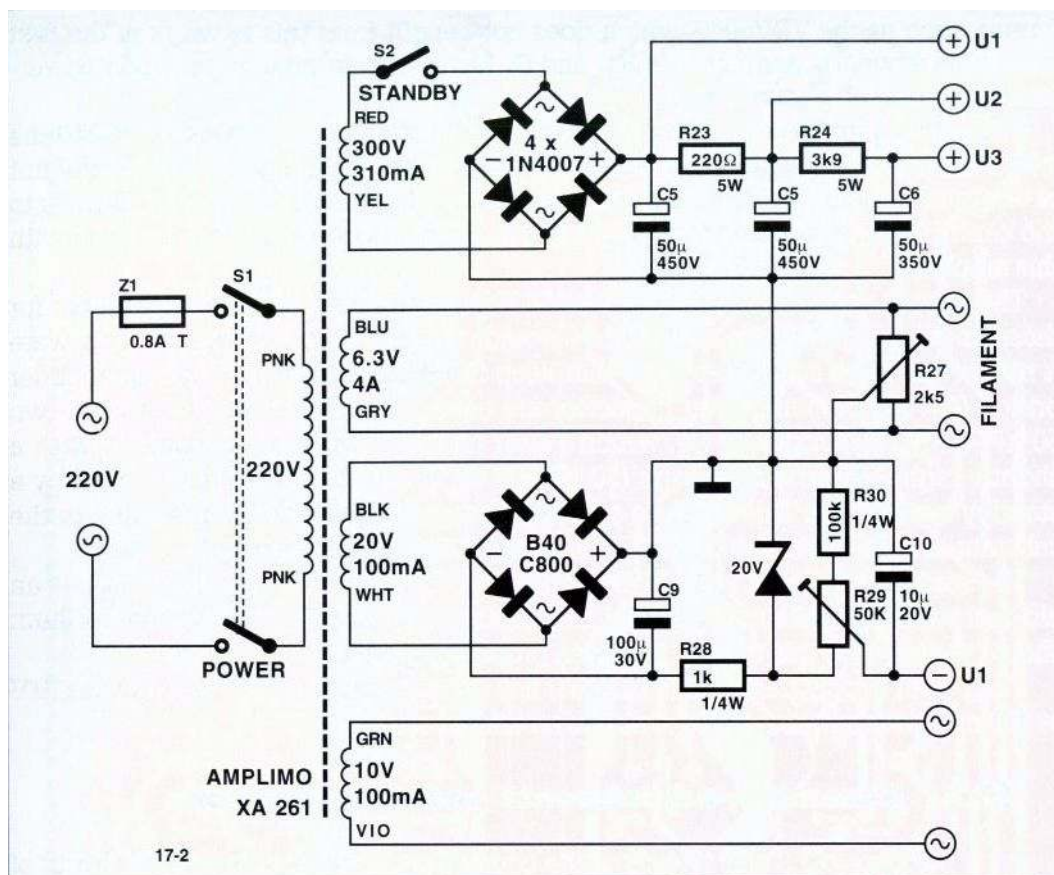 S2
STANDBY
RED
300V
310mA
YEL
4 x
1N4007
−
+
R23
220Ω
5W
R24
3k9
5W
C5
50µ
450V
C5
50µ
450V
C6
50µ
350V
+ U1
+ U2
+ U3
Z1
0.8A T
S1
PNK
220V
220V
PNK
POWER
BLU
6.3V
4A
GRY
R27
2k5
FILAMENT
BLK
20V
100mA
WHT
B40
C800
−
+
C9
100µ
30V
R28
1k
1/4W
20V
R30
100k
1/4W
R29
50K
C10
10µ
20V
− U1
AMPLIMO
XA 261
GRN
10V
100mA
VIO
17-2